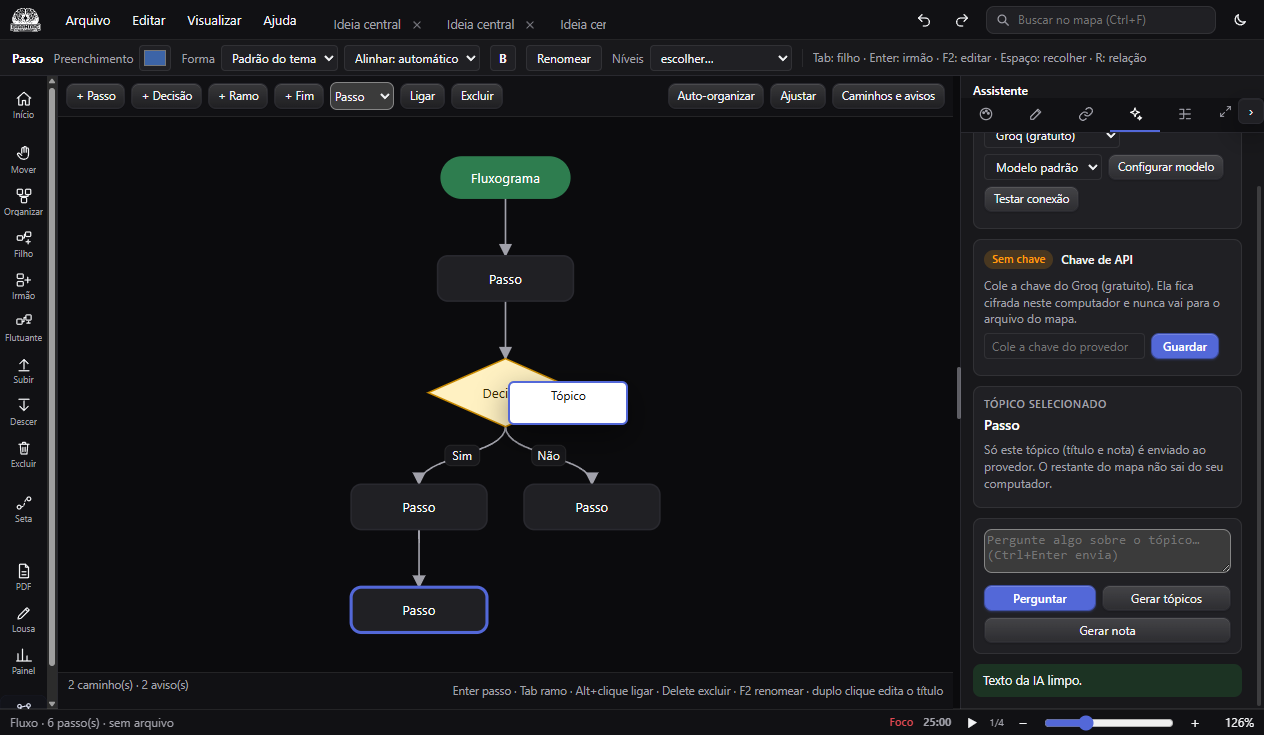 Arquivo Editar Visualizar Ajuda Ideia central × Ideia central × Ideia cer Buscar no mapa (Ctrl+F)
Passo Preenchimento Forma Padrão do tema Alinhar: automático B Renomear Níveis escolher... Tab: filho · Enter: irmão · F2: editar · Espaço: recolher · R: relação
Início
Mover
Organizar
Filho
Irmão
Flutuante
Subir
Descer
Excluir
Seta
PDF
Lousa
Painel
+ Passo + Decisão + Ramo + Fim Passo Ligar Excluir Auto-organizar Ajustar Caminhos e avisos
Fluxograma
Passo
Deci
Tópico
Sim Não
Passo Passo
Passo
2 caminho(s) · 2 aviso(s) Enter passo · Tab ramo · Alt+clique ligar · Delete excluir · F2 renomear · duplo clique edita o título
Assistente
Groq (gratuito)
Modelo padrão Configurar modelo
Testar conexão
Sem chave Chave de API
Cole a chave do Groq (gratuito). Ela fica
cifrada neste computador e nunca vai para o
arquivo do mapa.
Cole a chave do provedor Guardar
TÓPICO SELECIONADO
Passo
Só este tópico (título e nota) é enviado ao
provedor. O restante do mapa não sai do seu
computador.
Pergunte algo sobre o tópico…
(Ctrl+Enter envia)
Perguntar Gerar tópicos
Gerar nota
Texto da IA limpo.
Fluxo · 6 passo(s) · sem arquivo Foco 25:00 1/4 − + 126%